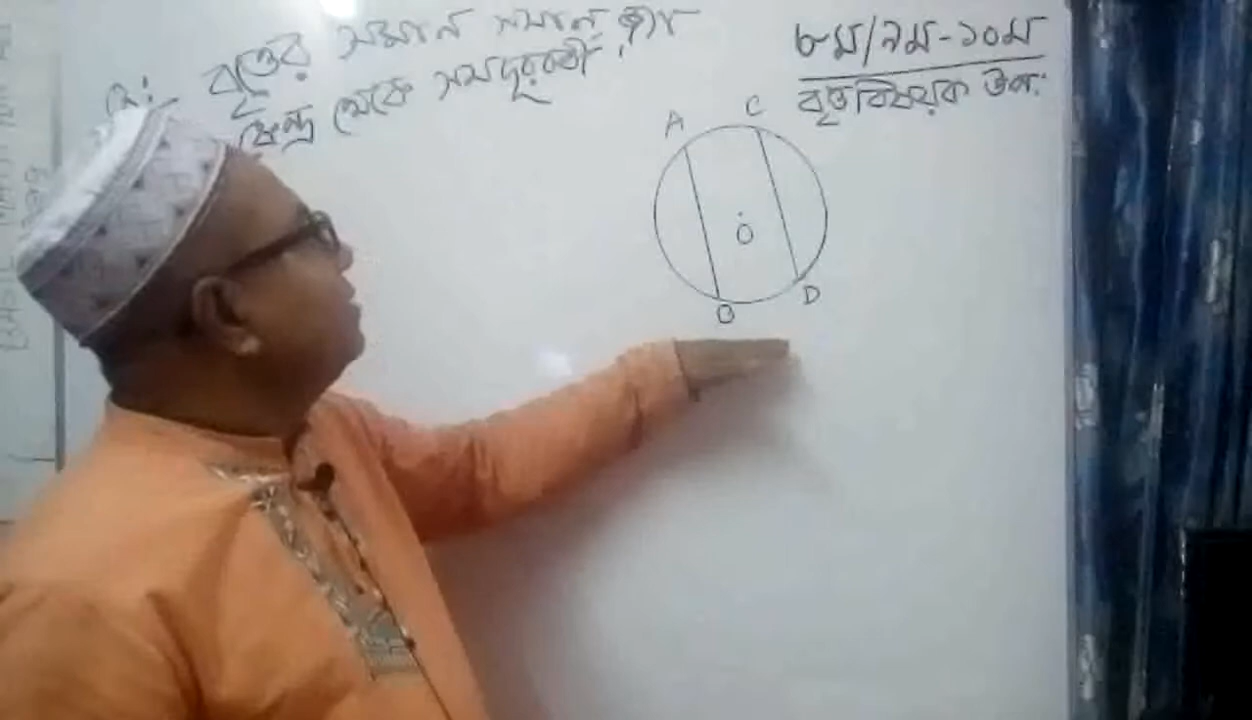 বৃত্তের সমান সমান জ্যা
কেন্দ্র থেকে সমদূরবর্তী।
৮ম/৯ম-১০ম
বৃত্তবিষয়ক উপ:
A C
O
B D